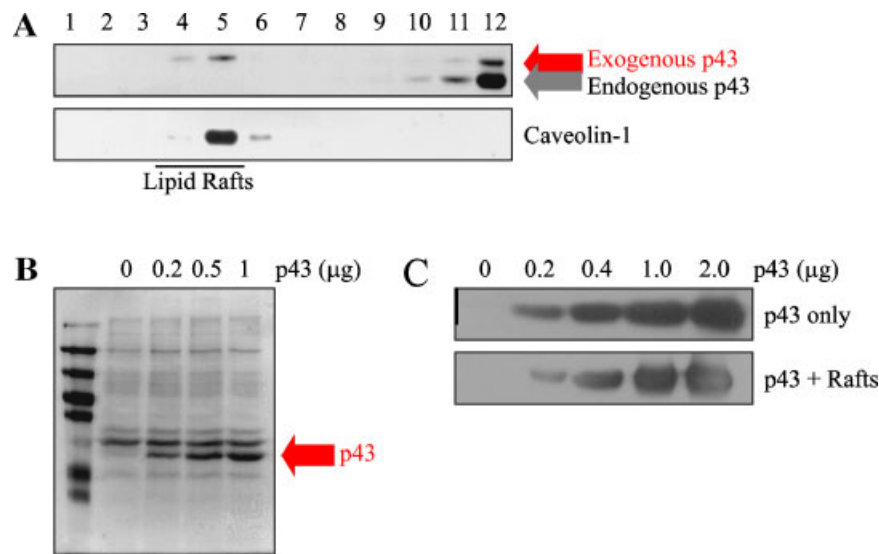 A 1 2 3 4 5 6 7 8 9 10 11 12
Exogenous p43
Endogenous p43
Caveolin-1
Lipid Rafts
B 0 0.2 0.5 1 p43 (μg)
p43
C 0 0.2 0.4 1.0 2.0 p43 (μg)
p43 only
p43 + Rafts